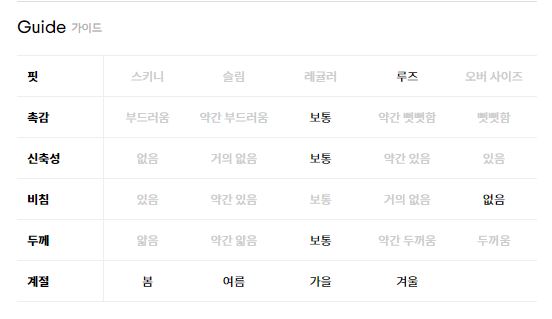 Guide 가이드
핏 스키니 슬림 레귤러 루즈 오버 사이즈
촉감 부드러움 약간 부드러움 보통 약간 뻣뻣함 뻣뻣함
신축성 없음 거의 없음 보통 약간 있음 있음
비침 있음 약간 있음 보통 거의 없음 없음
두께 얇음 약간 얇음 보통 약간 두꺼움 두꺼움
계절 봄 여름 가을 겨울